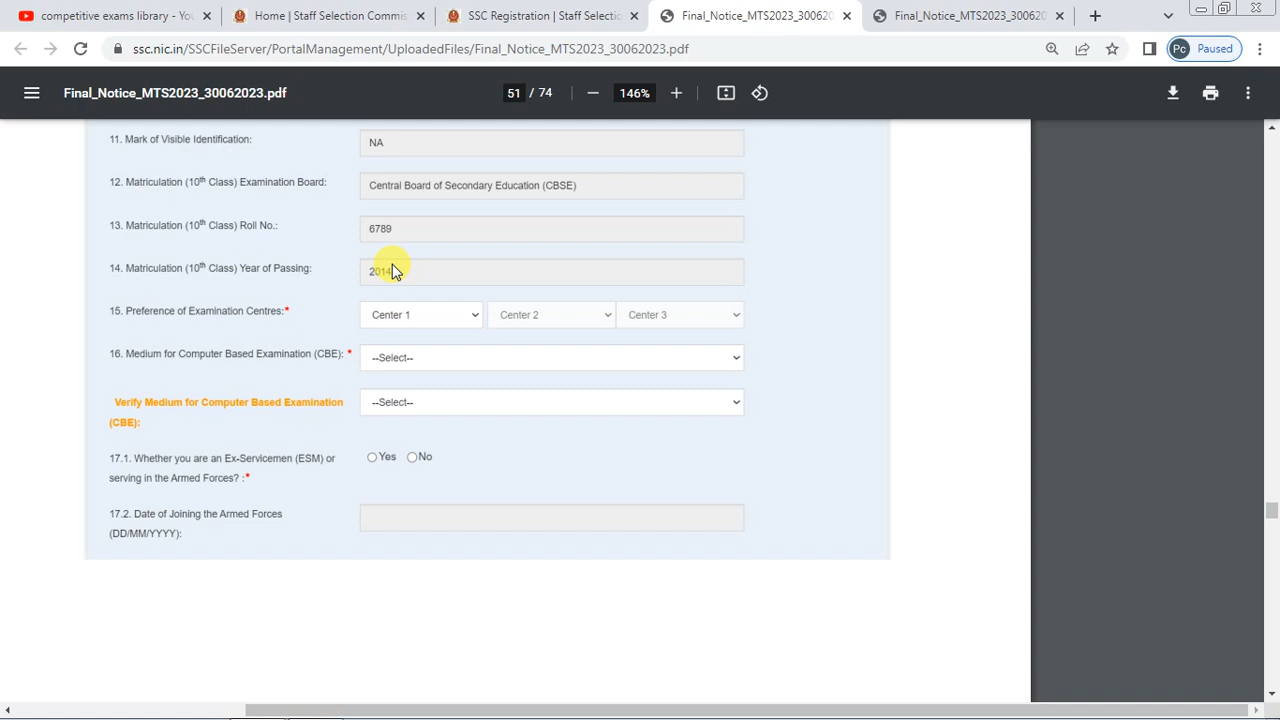 competitive exams library - You
Home | Staff Selection Commis
SSC Registration | Staff Selectio
Final_Notice_MTS2023_3006202
Final_Notice_MTS2023_3006202
ssc.nic.in/SSCFileServer/PortalManagement/UploadedFiles/Final_Notice_MTS2023_30062023.pdf
Pc Paused
Final_Notice_MTS2023_30062023.pdf
51 / 74
146%
11. Mark of Visible Identification:
NA
12. Matriculation (10th Class) Examination Board:
Central Board of Secondary Education (CBSE)
13. Matriculation (10th Class) Roll No.:
6789
14. Matriculation (10th Class) Year of Passing:
2014
15. Preference of Examination Centres:*
Center 1
Center 2
Center 3
16. Medium for Computer Based Examination (CBE): *
--Select--
Verify Medium for Computer Based Examination
(CBE):
--Select--
17.1. Whether you are an Ex-Servicemen (ESM) or
serving in the Armed Forces? :*
Yes No
17.2. Date of Joining the Armed Forces
(DD/MM/YYYY):